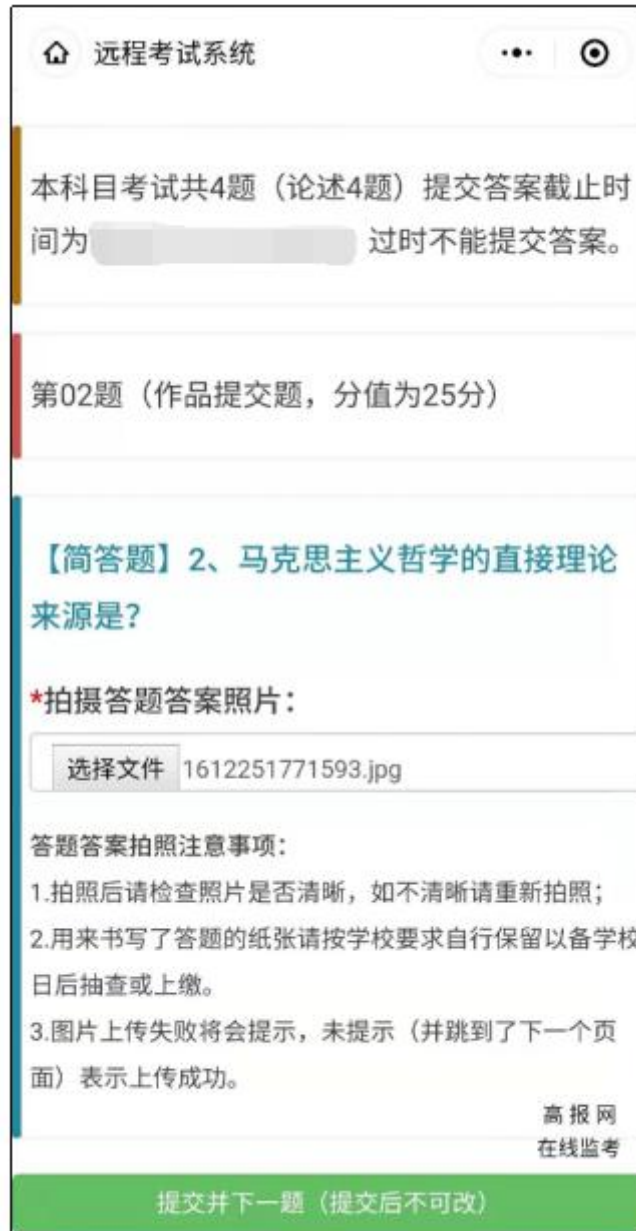 远程考试系统
本科目考试共4题（论述4题）提交答案截止时
间为 过时不能提交答案。
第02题（作品提交题，分值为25分）
【简答题】2、马克思主义哲学的直接理论
来源是？
*拍摄答题答案照片：
选择文件 1612251771593.jpg
答题答案拍照注意事项：
1.拍照后请检查照片是否清晰，如不清晰请重新拍照；
2.用来书写了答题的纸张请按学校要求自行保留以备学校
日后抽查或上缴。
3.图片上传失败将会提示，未提示（并跳到了下一个页
面）表示上传成功。
高报网
在线监考
提交并下一题（提交后不可改）